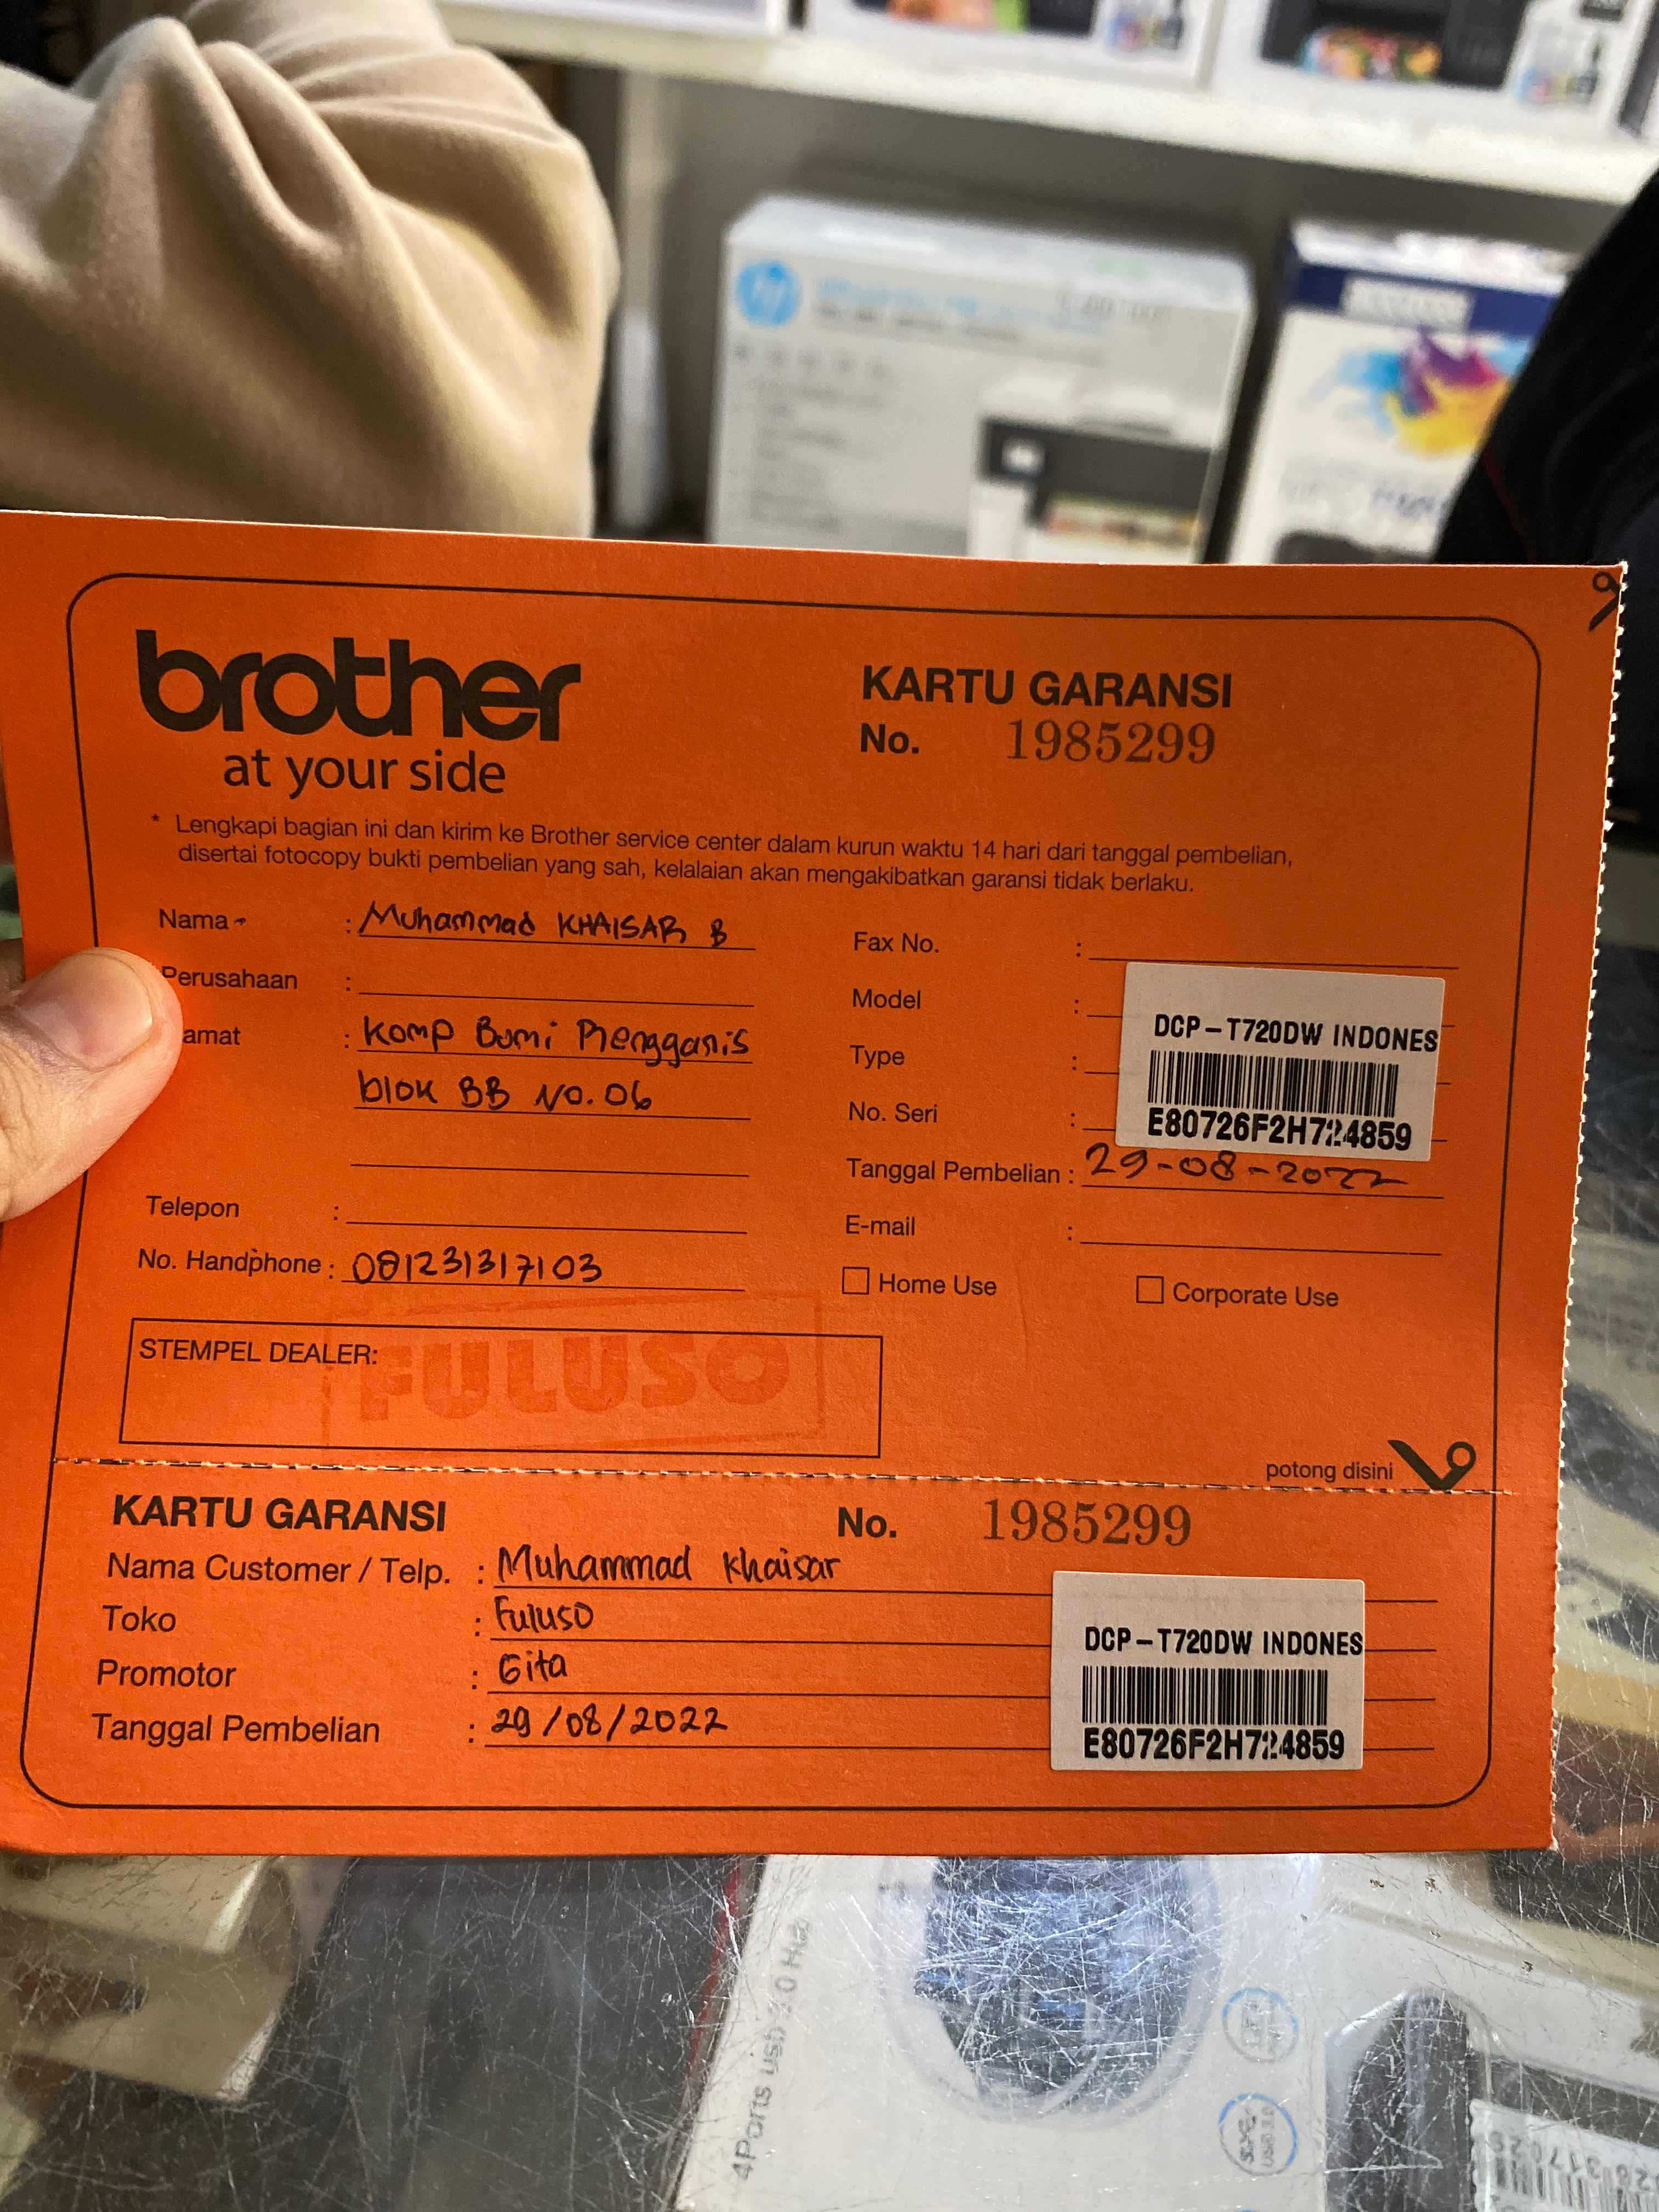 hp
brother
at your side
KARTU GARANSI
No. 1985299
* Lengkapi bagian ini dan kirim ke Brother service center dalam kurun waktu 14 hari dari tanggal pembelian,
disertai fotocopy bukti pembelian yang sah, kelalaian akan mengakibatkan garansi tidak berlaku.
Nama : Muhammad KHAISAR B
Perusahaan :
amat : Komp Bumi Prengganis
blok BB No. 06
Telepon :
No. Handphone : 081231317103
Fax No. :
Model :
Type :
No. Seri :
DCP-T720DW INDONES
E80726F2H724859
Tanggal Pembelian : 29-08-2022
E-mail :
Home Use
Corporate Use
STEMPEL DEALER:
FULUSO
potong disini
KARTU GARANSI
No. 1985299
Nama Customer / Telp. : Muhammad Khaisar
Toko : Fuluso
Promotor : Gita
Tanggal Pembelian : 29/08/2022
DCP-T720DW INDONES
E80726F2H724859
4Ports usb